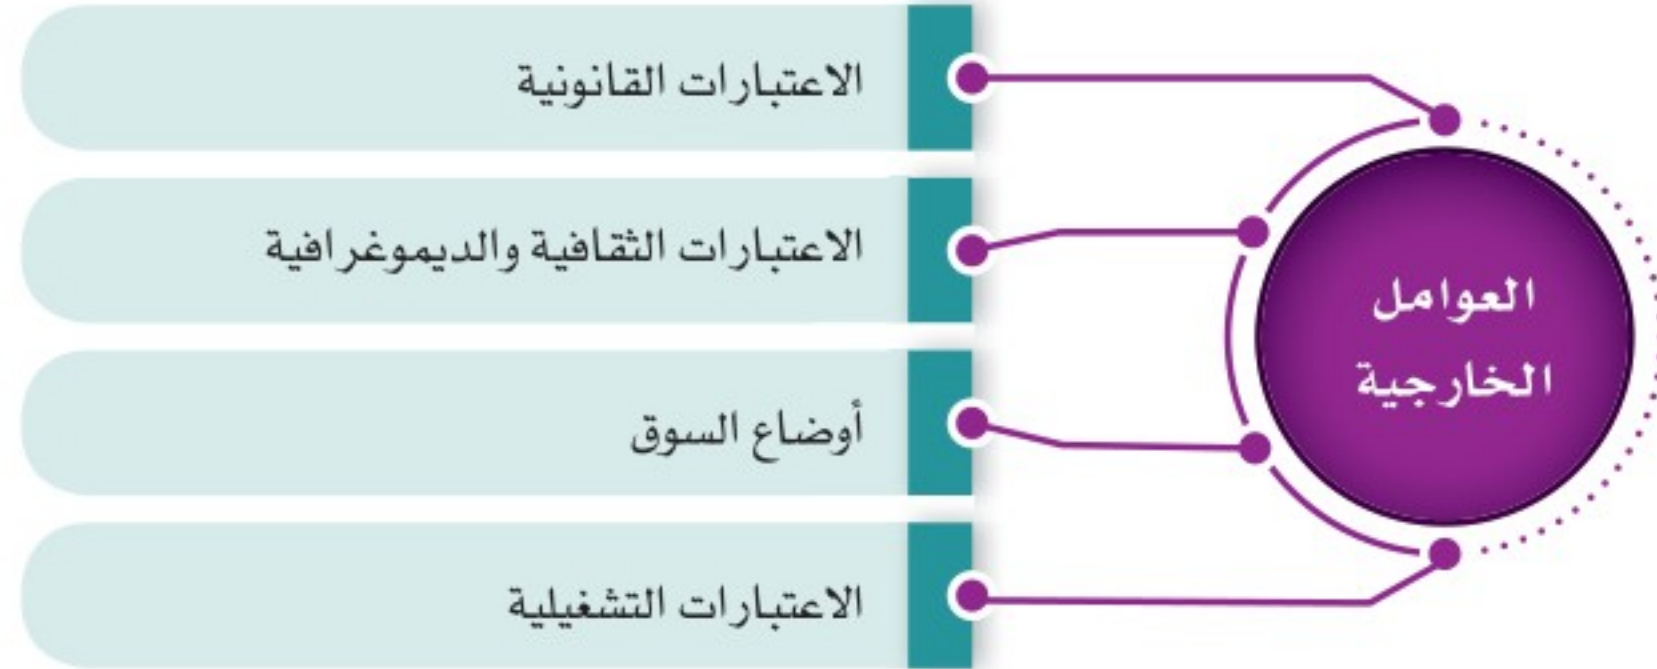 العوامل
الخارجية
الاعتبارات القانونية
الاعتبارات الثقافية والديموغرافية
أوضاع السوق
الاعتبارات التشغيلية